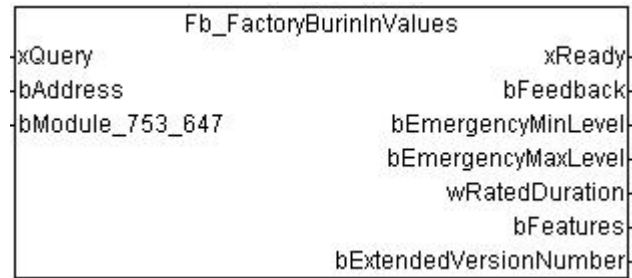 Fb_FactoryBurinInValues
xQuery xReady
bAddress bFeedback
bModule_753_647 bEmergencyMinLevel
bEmergencyMaxLevel
wRatedDuration
bFeatures
bExtendedVersionNumber